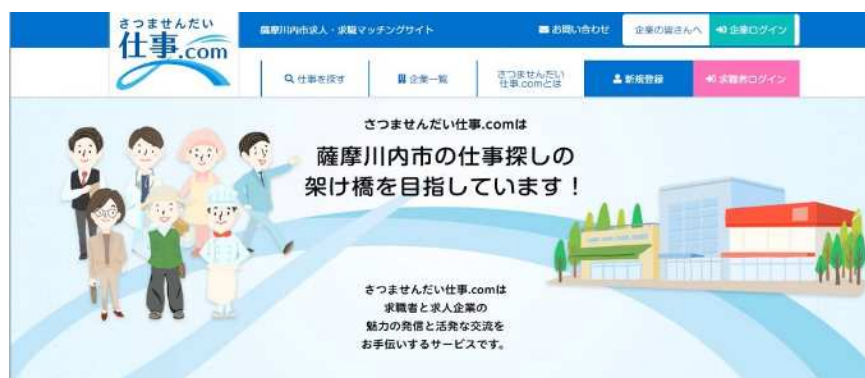 さつませんだい
仕事.com
薩摩川内市求人・求職マッチングサイト
お問い合わせ
企業の皆さんへ
企業ログイン
仕事を探す
企業一覧
さつませんだい
仕事.comとは
新規登録
求職者ログイン
さつませんだい仕事.comは
薩摩川内市の仕事探しの
架け橋を目指しています！
さつませんだい仕事.comは
求職者と求人企業の
魅力の発信と活発な交流を
お手伝いするサービスです。